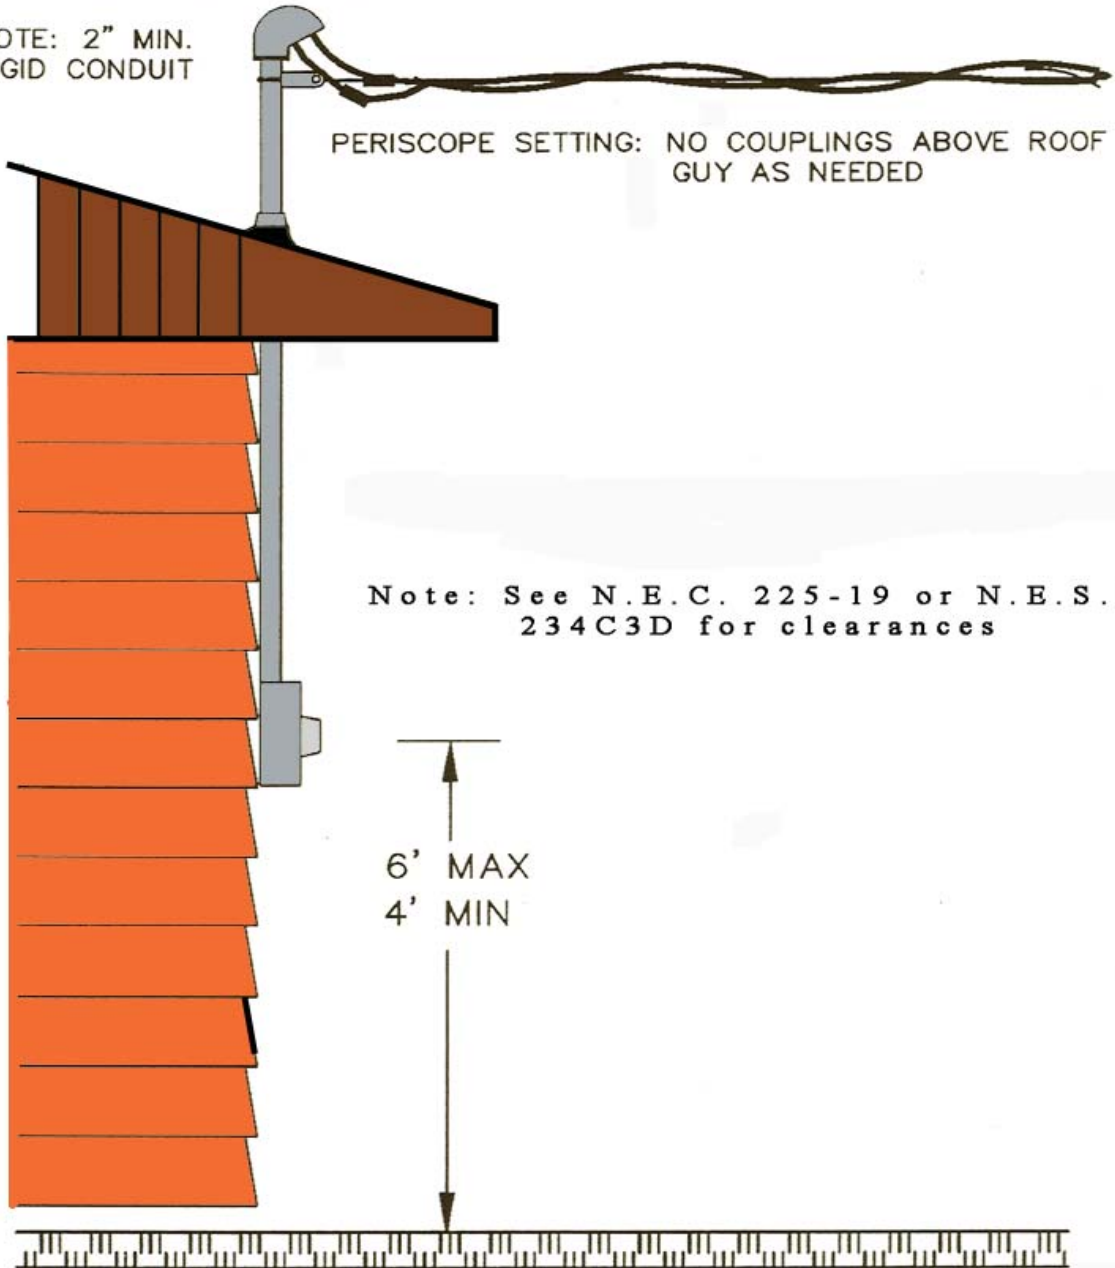 OTE: 2" MIN.
GID CONDUIT
PERISCOPE SETTING: NO COUPLINGS ABOVE ROOF
GUY AS NEEDED
Note: See N.E.C. 225-19 or N.E.S.
234C3D for clearances
6' MAX
4' MIN